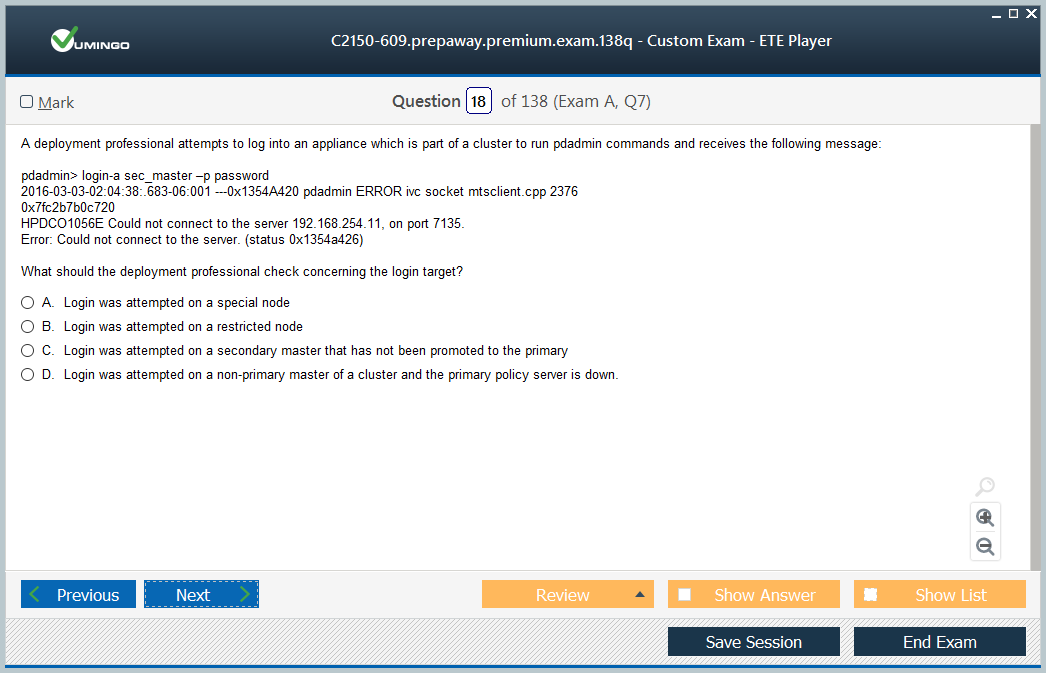 VUMINGO
C2150-609.prepaway.premium.exam.138q - Custom Exam - ETE Player
Mark
Question 18 of 138 (Exam A, Q7)
A deployment professional attempts to log into an appliance which is part of a cluster to run pdadmin commands and receives the following message:
pdadmin> login-a sec_master –p password
2016-03-03-02:04:38:.683-06:001 ---0x1354A420 pdadmin ERROR ivc socket mtsclient.cpp 2376
0x7fc2b7b0c720
HPDCO1056E Could not connect to the server 192.168.254.11, on port 7135.
Error: Could not connect to the server. (status 0x1354a426)
What should the deployment professional check concerning the login target?
A. Login was attempted on a special node
B. Login was attempted on a restricted node
C. Login was attempted on a secondary master that has not been promoted to the primary
D. Login was attempted on a non-primary master of a cluster and the primary policy server is down.
Previous
Next
Review
Show Answer
Show List
Save Session
End Exam